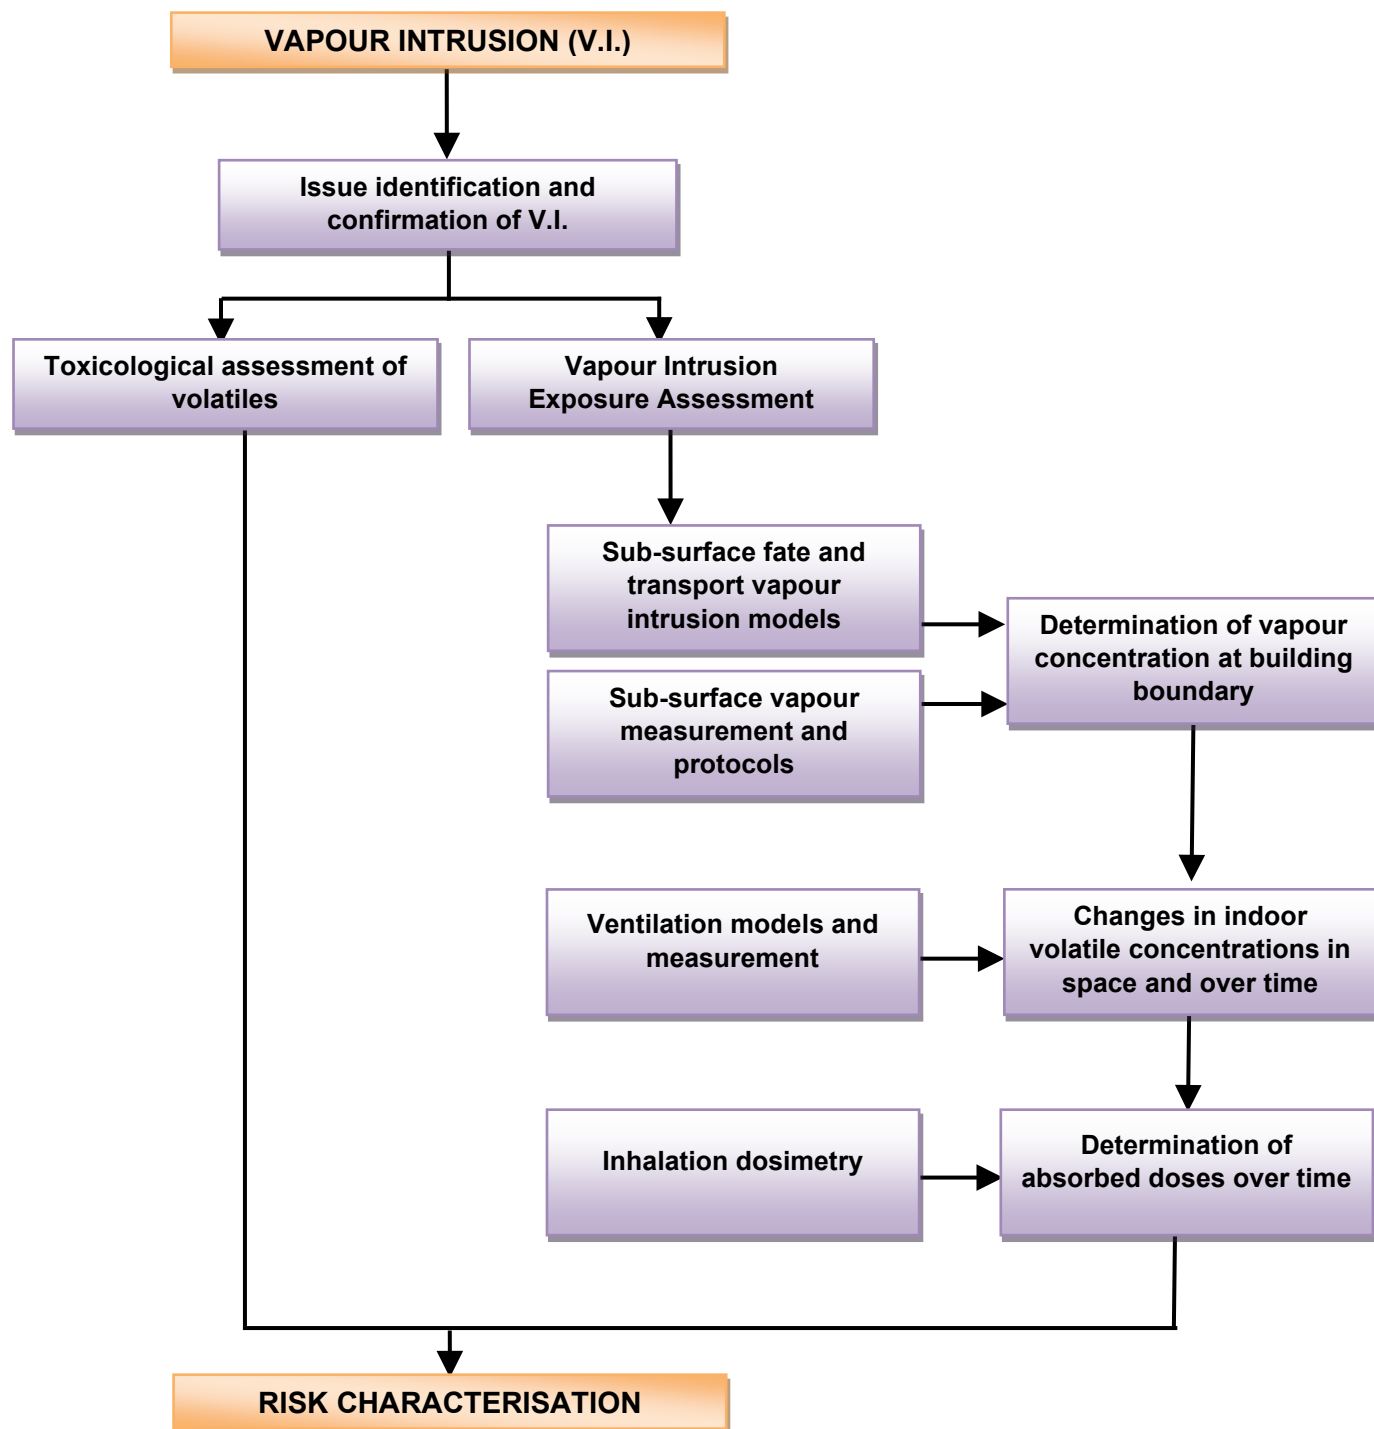 VAPOUR INTRUSION (V.I.)
Issue identification and
confirmation of V.I.
Toxicological assessment of
volatiles
Vapour Intrusion
Exposure Assessment
Sub-surface fate and
transport vapour
intrusion models
Determination of vapour
concentration at building
boundary
Sub-surface vapour
measurement and
protocols
Ventilation models and
measurement
Changes in indoor
volatile concentrations in
space and over time
Inhalation dosimetry
Determination of
absorbed doses over time
RISK CHARACTERISATION